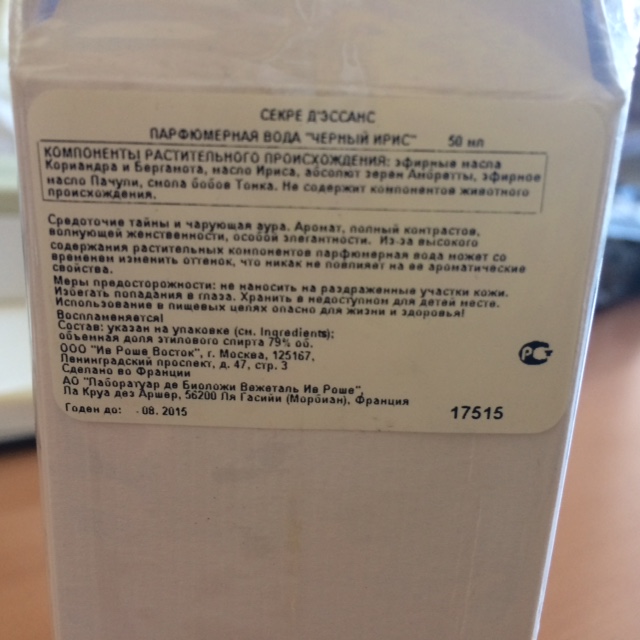 СЕКРЕ Д'ЭССАНС
ПАРФЮМЕРНАЯ ВОДА "ЧЕРНЫЙ ИРИС" 50 мл
КОМПОНЕНТЫ РАСТИТЕЛЬНОГО ПРОИСХОЖДЕНИЯ: эфирные масла
Кориандра и Бергамота, масло Ириса, абсолют зерен Амбретты, эфирное
масло Пачули, смола бобов Тонка. Не содержит компонентов животного
происхождения.
Средоточие тайны и чарующая аура. Аромат, полный контрастов,
волнующей женственности, особой элегантности. Из-за высокого
содержания растительных компонентов парфюмерная вода может со
временем изменить оттенок, что никак не повлияет на ее ароматические
свойства.
Меры предосторожности: не наносить на раздраженные участки кожи.
Избегать попадания в глаза. Хранить в недоступном для детей месте.
Использование в пищевых целях опасно для жизни и здоровья!
Воспламеняется!
Состав: указан на упаковке (см. Ingredients);
объемная доля этилового спирта 79% об.
ООО "Ив Роше Восток", г. Москва, 125167,
Ленинградский проспект, д. 47, стр. 3
Сделано во Франции
АО "Лаборатуар де Биоложи Вежеталь Ив Роше",
Ла Круа дез Аршер, 56200 Ля Гасийи (Морбиан), Франция
Годен до: .08.2015 17515